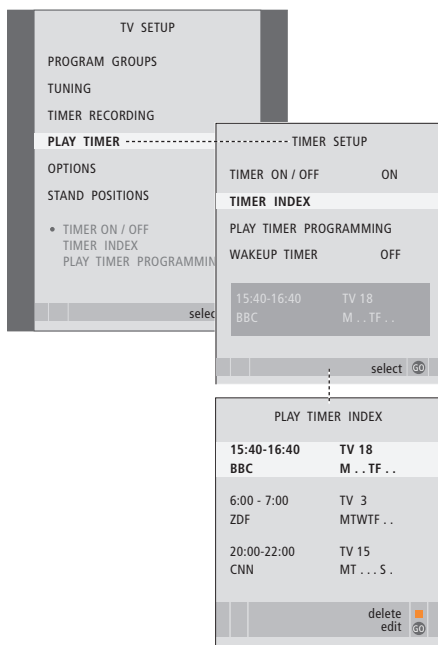 TV SETUP
PROGRAM GROUPS
TUNING
TIMER RECORDING
PLAY TIMER
OPTIONS
STAND POSITIONS
• TIMER ON / OFF
TIMER INDEX
PLAY TIMER PROGRAMMIN
selec
TIMER SETUP
TIMER ON / OFF ON
TIMER INDEX
PLAY TIMER PROGRAMMING
WAKEUP TIMER OFF
15:40-16:40 TV 18
BBC M . . TF . .
select GO
PLAY TIMER INDEX
15:40-16:40 TV 18
BBC M . . TF . .
6:00 - 7:00 TV 3
ZDF MTWTF . .
20:00-22:00 TV 15
CNN MT . . . S .
delete
edit GO